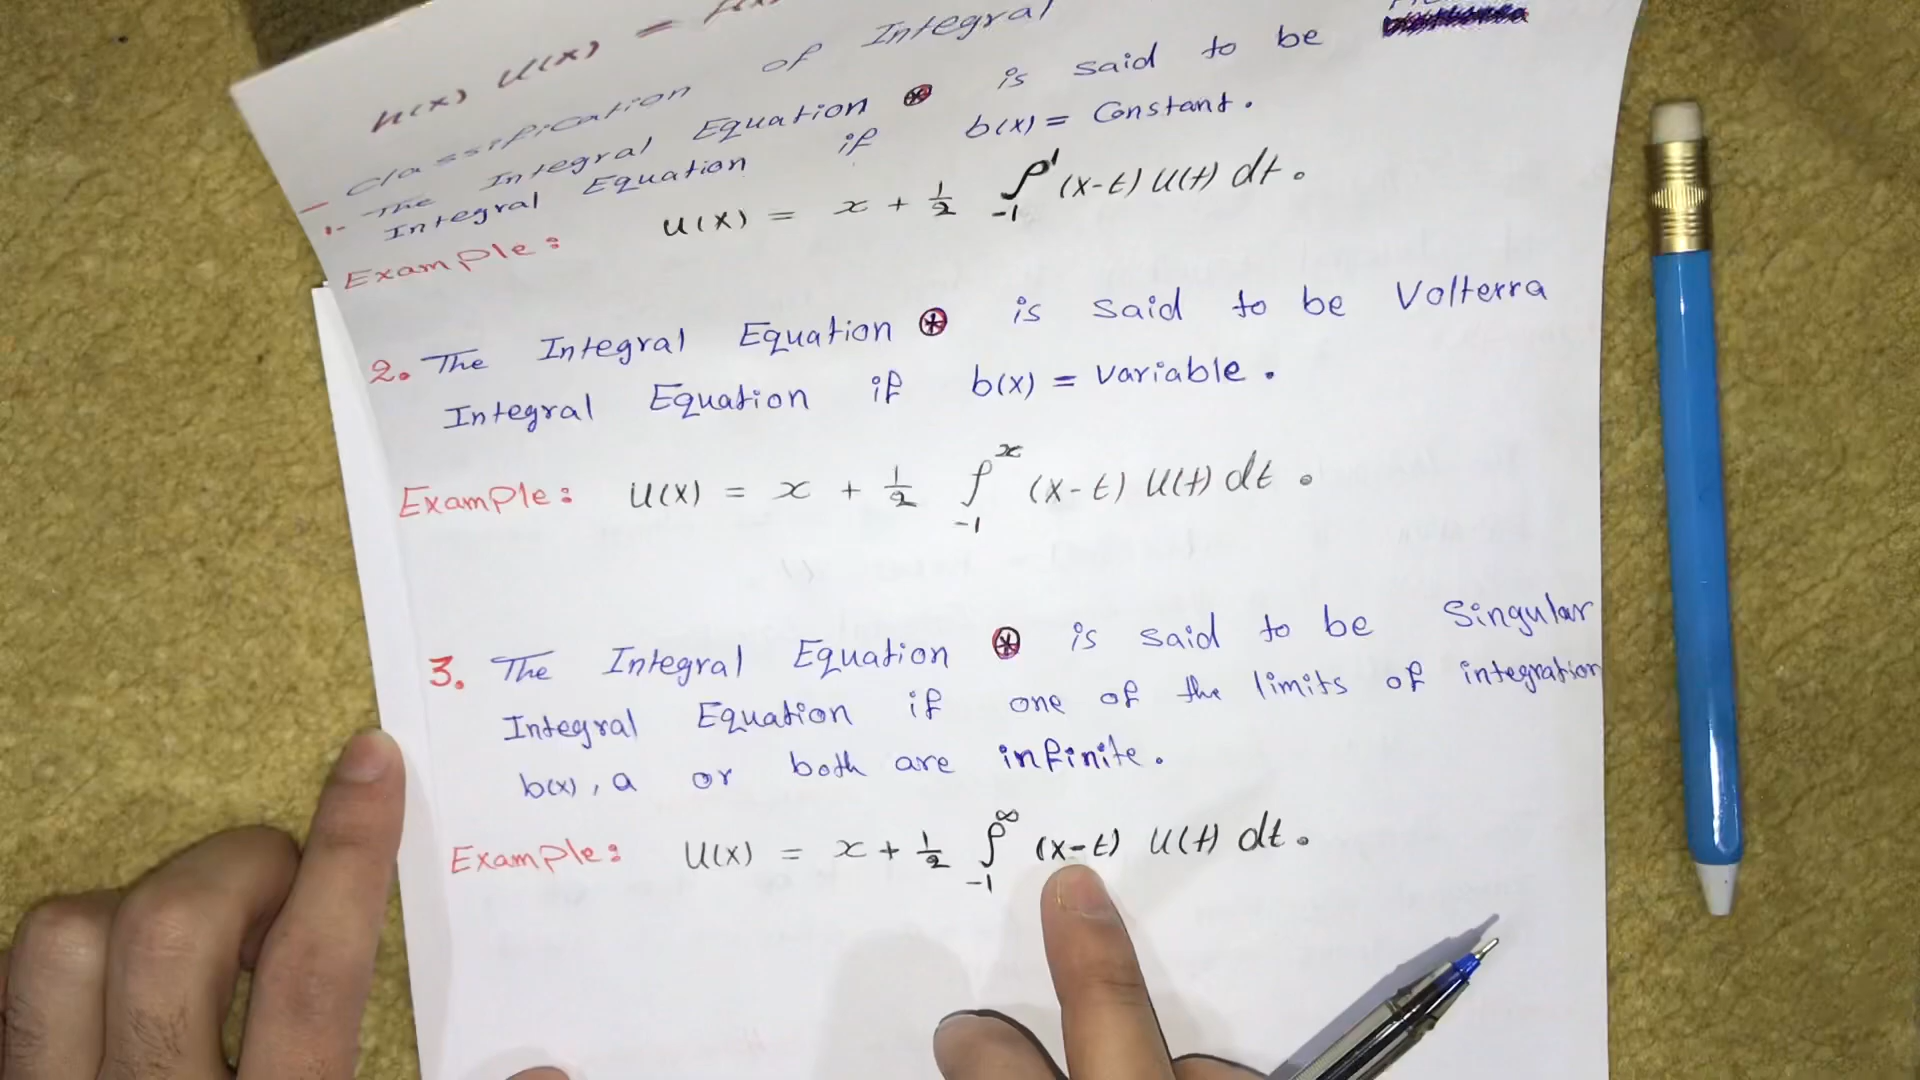 h(x) u(x) =
— Classification of Integral
1- The Integral Equation ⊛ is said to be
Integral Equation if b(x) = Constant.
Example: u(x) = x + 1/2 ∫_{-1}^{1} (x-t) u(t) dt.
2. The Integral Equation ⊛ is said to be Volterra
Integral Equation if b(x) = variable.
Example: u(x) = x + 1/2 ∫_{-1}^{x} (x-t) u(t) dt.
3. The Integral Equation ⊛ is said to be Singular
Integral Equation if one of the limits of integration
b(x), a or both are infinite.
Example: u(x) = x + 1/2 ∫_{-1}^{∞} (x-t) u(t) dt.